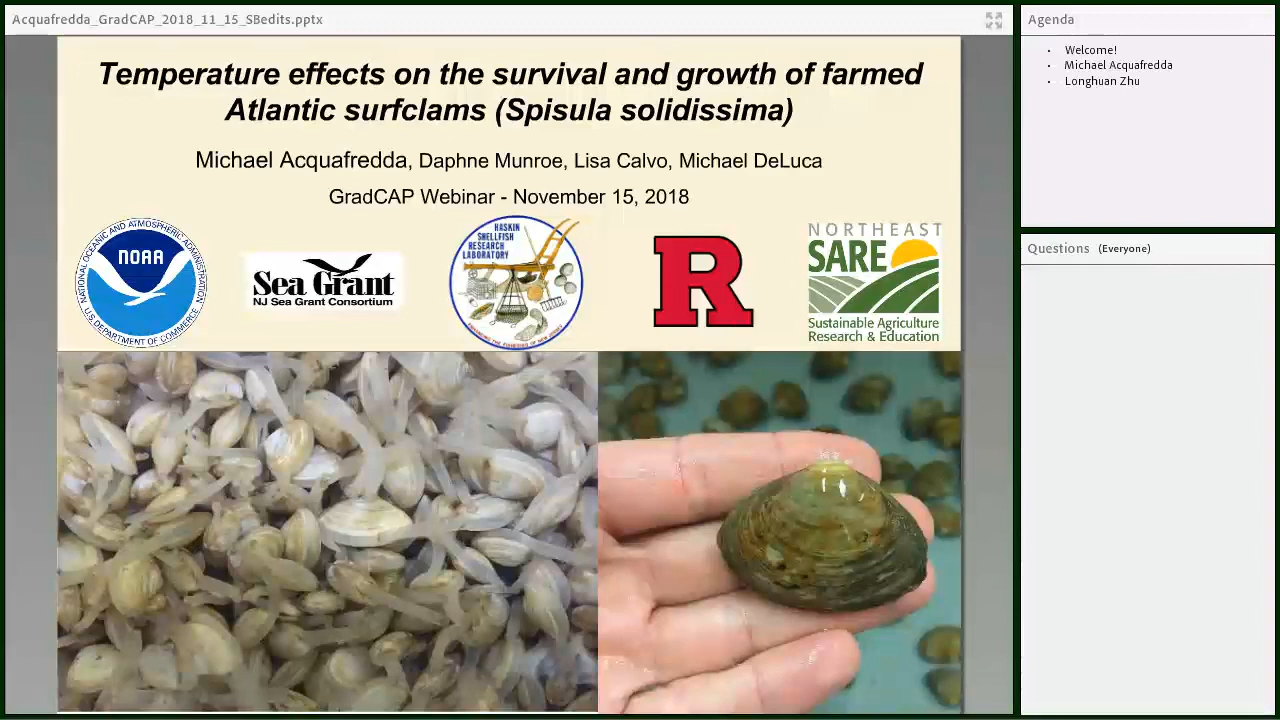 Acquafredda_GradCAP_2018_11_15_SBedits.pptx
Temperature effects on the survival and growth of farmed
Atlantic surfclams (Spisula solidissima)
Michael Acquafredda, Daphne Munroe, Lisa Calvo, Michael DeLuca
GradCAP Webinar - November 15, 2018
NATIONAL OCEANIC AND ATMOSPHERIC ADMINISTRATION
NOAA
U.S. DEPARTMENT OF COMMERCE
Sea Grant
NJ Sea Grant Consortium
HASKIN
SHELLFISH
RESEARCH
LABORATORY
R
NORTHEAST
SARE
Sustainable Agriculture
Research & Education
Agenda
• Welcome!
• Michael Acquafredda
• Longhuan Zhu
Questions (Everyone)